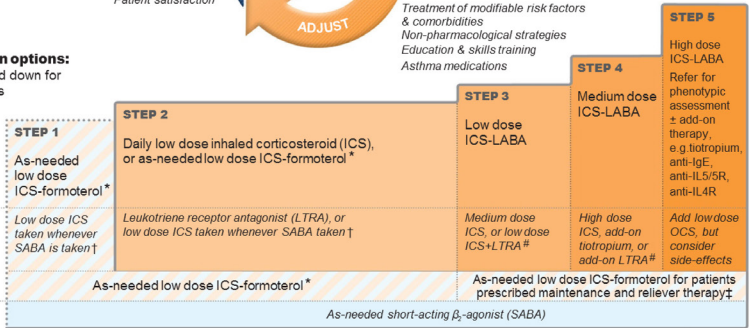 Patient satisfaction
ADJUST
Treatment of modifiable risk factors
& comorbidities
Non-pharmacological strategies
Education & skills training
Asthma medications
n options:
d down for
s
STEP 1
As-needed
low dose
ICS-formoterol*
Low dose ICS
taken whenever
SABA is taken†
STEP 2
Daily low dose inhaled corticosteroid (ICS),
or as-needed low dose ICS-formoterol*
Leukotriene receptor antagonist (LTRA), or
low dose ICS taken whenever SABA taken†
STEP 3
Low dose
ICS-LABA
Medium dose
ICS, or low dose
ICS+LTRA#
STEP 4
Medium dose
ICS-LABA
High dose
ICS, add-on
tiotropium, or
add-on LTRA#
STEP 5
High dose
ICS-LABA
Refer for
phenotypic
assessment
± add-on
therapy,
e.g.tiotropium,
anti-IgE,
anti-IL5/5R,
anti-IL4R
Add low dose
OCS, but
consider
side-effects
As-needed low dose ICS-formoterol*
As-needed low dose ICS-formoterol for patients
prescribed maintenance and reliever therapy‡
As-needed short-acting β₂-agonist (SABA)